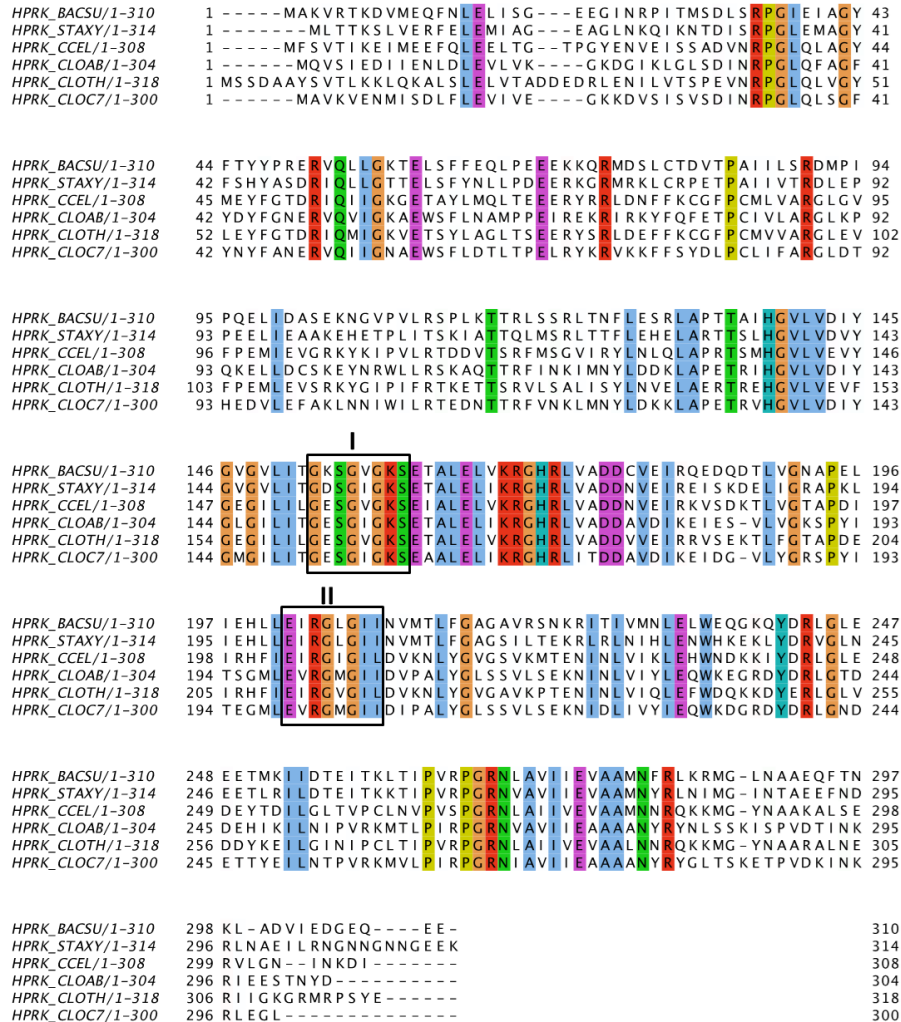 HPRK_BACSU/1-310 1 -----MAKVRTKDVMEQFNLELISG---EEGINRPITMSDLSRPGIEIAGY 43
HPRK_STAXY/1-314 1 -------MLTTKSLVERFELEMIAG---EAGLNKQIKNTDISRPGLEMAGY 41
HPRK_CCEL/1-308 1 -----MFSVTIKEIMEEFQLEELTG--TPGYENVEISSADVNRPGLQLAGY 44
HPRK_CLOAB/1-304 1 ------MQVSIEDIIENLDLEVLVK----GKDGIKLGLSDINRPGLQFAGF 41
HPRK_CLOTH/1-318 1 MSSDAAYSVTLKKLQKALSLEVLTADDEDRLENILVTSPEVNRPGLQLAGY 51
HPRK_CLOC7/1-300 1 ------MAVKVENMISDLFLEVIVE----GKKDVSISVSDINRPGLQLSGF 41
HPRK_BACSU/1-310 44 FTYYPRERVQLLGKTELSFFEQLPEEEKKQRMDSLCTDVTPAIILSRDMPI 94
HPRK_STAXY/1-314 42 FSHYASDRIQLLGTTELSFYNLLPDEERKGRMRKLCRPETPAIIVTRDLEP 92
HPRK_CCEL/1-308 45 MEYFGTDRIQIIGKGETAYLMQLTEEERYRRLDNFFKCGFPCMLVARGLGV 95
HPRK_CLOAB/1-304 42 YDYFGNERVQVIGKAEWSFLNAMPPEIREKRIRKYFQFETPCIVLARGLKP 92
HPRK_CLOTH/1-318 52 LEYFGTDRIQMIGKVETSYLAGLTSEERYSRLDEFFKCGFPCMVVARGLEV 102
HPRK_CLOC7/1-300 42 YNYFANERVQIIGNAEWSFLDTLTPELRYKRVKKFFSYDLPCLIFARGLDT 92
HPRK_BACSU/1-310 95 PQELIDASEKNGVPVLRSPLKTTRLSSRLTNFLESRLAPTTAIHGVLVDIY 145
HPRK_STAXY/1-314 93 PEELIEAAKEHETPLITSKIATTQLMSRLTTFLEHELARTTSLHGVLVDVY 143
HPRK_CCEL/1-308 96 FPEMIEVGRKYKIPVLRTDDVTSRFMSGVIRYLNLQLAPRTSMHGVLVEVY 146
HPRK_CLOAB/1-304 93 QKELLDCSKEYNRWLLRSKAQTTRFINKIMNYLDDKLAPETRIHGVLVDIY 143
HPRK_CLOTH/1-318 103 FPEMLEVSRKYGIPIFRTKETTSRVLSALISYLNVELAERTREHGVLVEVF 153
HPRK_CLOC7/1-300 93 HEDVLEFAKLNNIWILRTEDNTTRFVNKLMNYLDKKLAPETRVHGVLVDIY 143
I
HPRK_BACSU/1-310 146 GVGVLITGKSGVGKSETALELVKRGHRLVADDCVEIRQEDQDTLVGNAPEL 196
HPRK_STAXY/1-314 144 GVGVLITGDSGIGKSETALELIKRGHRLVADDNVEIREISKDELIGRAPKL 194
HPRK_CCEL/1-308 147 GEGILILGESGVGKSETALELVKRGHRLVADDAVEIRKVSDKTLVGTAPDI 197
HPRK_CLOAB/1-304 144 GLGILITGESGIGKSETALELIKRGHRLVADDAVDIKEIES-VLVGKSPYI 193
HPRK_CLOTH/1-318 154 GEGILILGESGVGKSETALELVKRGHRLVADDVVEIRRVSEKTLFGTAPDE 204
HPRK_CLOC7/1-300 144 GMGILITGESGIGKSEAALELVKRGHRLITDDAVDIKEIDG-VLYGRSPYI 193
II
HPRK_BACSU/1-310 197 IEHLLEIRGLGIINVMTLFGAGAVRSNKRITIVMNLELWEQGKQYDRLGLE 247
HPRK_STAXY/1-314 195 IEHLLEIRGLGIINVMTLFGAGSILTEKRLRLNIHLENWHKEKLYDRVGLN 245
HPRK_CCEL/1-308 198 IRHFIEIRGIGILDVKNLYGVGSVKMTENINLVIKLEHWNDKKIYDRLGLE 248
HPRK_CLOAB/1-304 194 TSGMLEVRGMGIIDVPALYGLSSVLSEKNINLVIYLEQWKEGRDYDRLGTD 244
HPRK_CLOTH/1-318 205 IRHFIEIRGVGILDVKNLYGVGAVKPTENINLVIQLEFWDQKKDYERLGLV 255
HPRK_CLOC7/1-300 194 TEGMLEVRGMGIIDIPALYGLSSVLSEKNIDLIVYIEQWKDGRDYDRLGND 244
HPRK_BACSU/1-310 248 EETMKIIDTEITKLTIPVRPGRNLAVIIEVAAMNFRLKRMG-LNAAEQFTN 297
HPRK_STAXY/1-314 246 EETLRILDTEITKKTIPVRPGRNVAVIIEVAAMNYRLNIMG-INTAEEFND 295
HPRK_CCEL/1-308 249 DEYTDILGLTVPCLNVPVSPGRNLAVIVEVAAMNYRQKKMG-YNAAKALSE 298
HPRK_CLOAB/1-304 245 DEHIKILNIPVRKMTLPIRPGRNVAVIIEAAAANYRYNLSSKISPVDTINK 295
HPRK_CLOTH/1-318 256 DDYKEILGINIPCLTIPVRPGRNLAIIVEVAAMNNRQKKMG-YNAARALNE 305
HPRK_CLOC7/1-300 245 ETTYEILNTPVRKMVLPIRPGRNVAVIIEAAAANYRYGLTSKETPVDKINK 295
HPRK_BACSU/1-310 298 KL-ADVIEDGEQ----EE- 310
HPRK_STAXY/1-314 296 RLNAEILRNGNNGNNGEEK 314
HPRK_CCEL/1-308 299 RVLGN--INKDI------- 308
HPRK_CLOAB/1-304 296 RIEESTNYD---------- 304
HPRK_CLOTH/1-318 306 RIIGKGRMRPSYE------ 318
HPRK_CLOC7/1-300 296 RLEGL-------------- 300